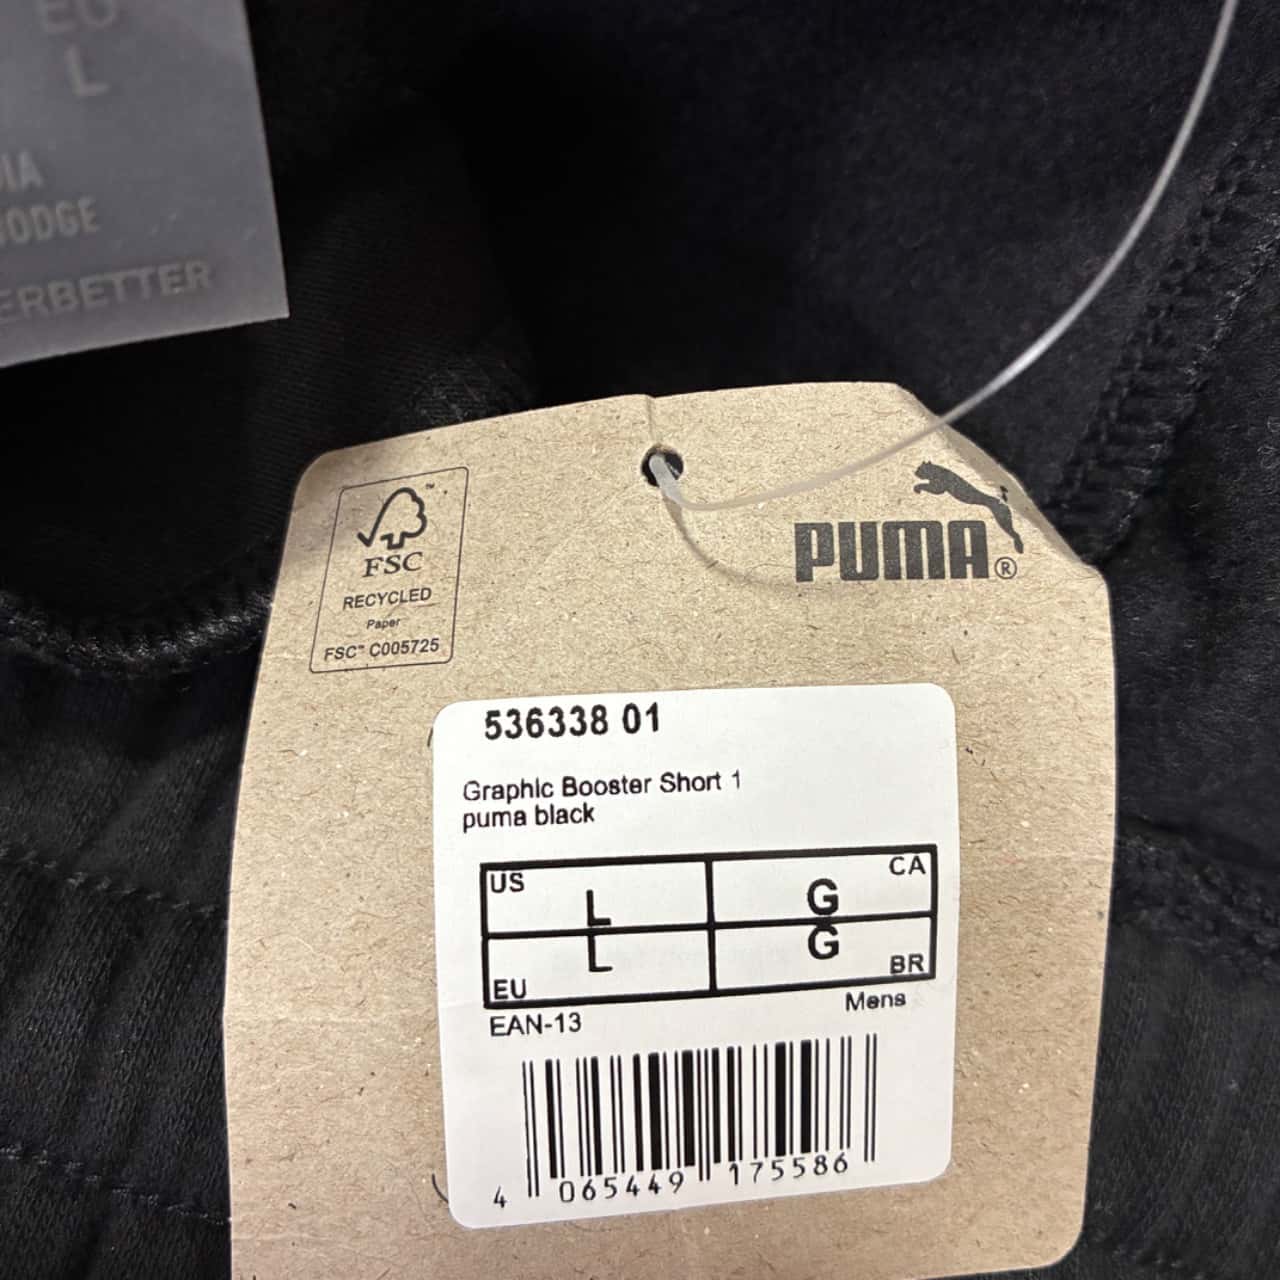 L
FSC
RECYCLED
Paper
FSC™ C005725
PUMA®
536338 01
Graphic Booster Short 1
puma black
US L G CA
EU L G BR
EAN-13 Mens
4 065449 175586